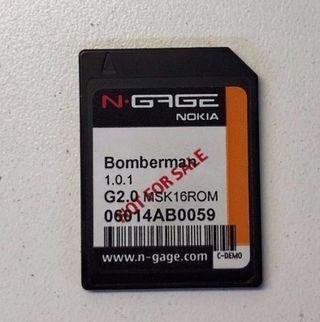 N-GAGE
NOKIA
Bomberman
1.0.1
G2.0 MSK16ROM
06014AB0059
NOT FOR SALE
www.n-gage.com
C-DEMO